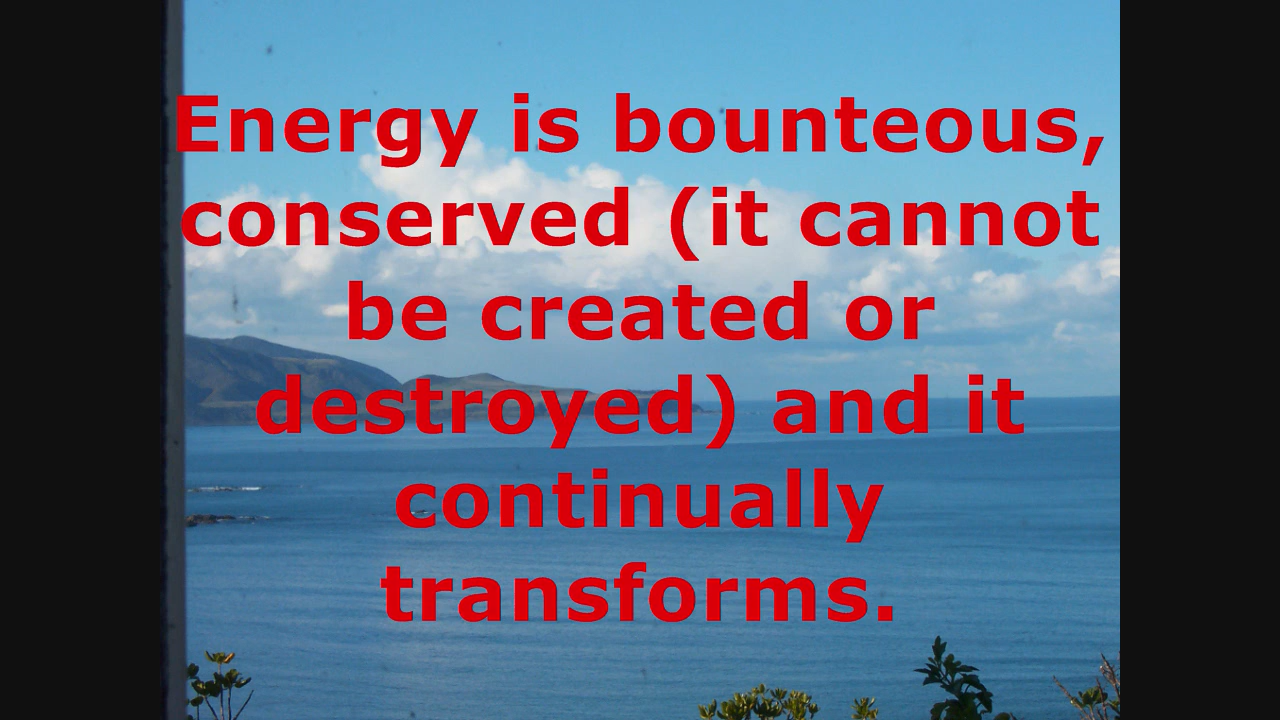 Energy is bounteous,
conserved (it cannot
be created or
destroyed) and it
continually
transforms.